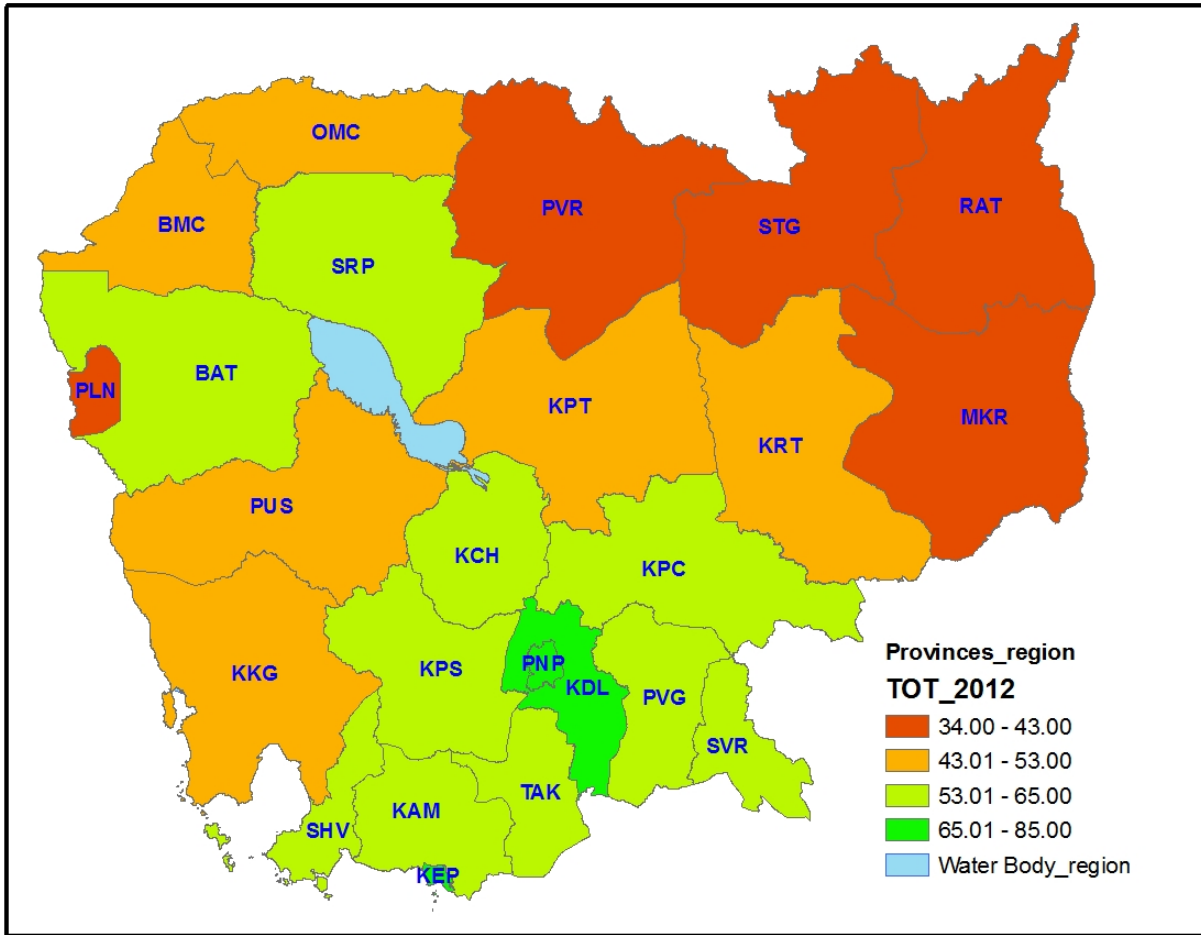 OMC
BMC
PVR
STG
RAT
SRP
PLN
BAT
KPT
KRT
MKR
PUS
KCH
KPC
KKG
KPS
PNP
KDL
PVG
SVR
TAK
KAM
SHV
KEP
Provinces_region
TOT_2012
34.00 - 43.00
43.01 - 53.00
53.01 - 65.00
65.01 - 85.00
Water Body_region